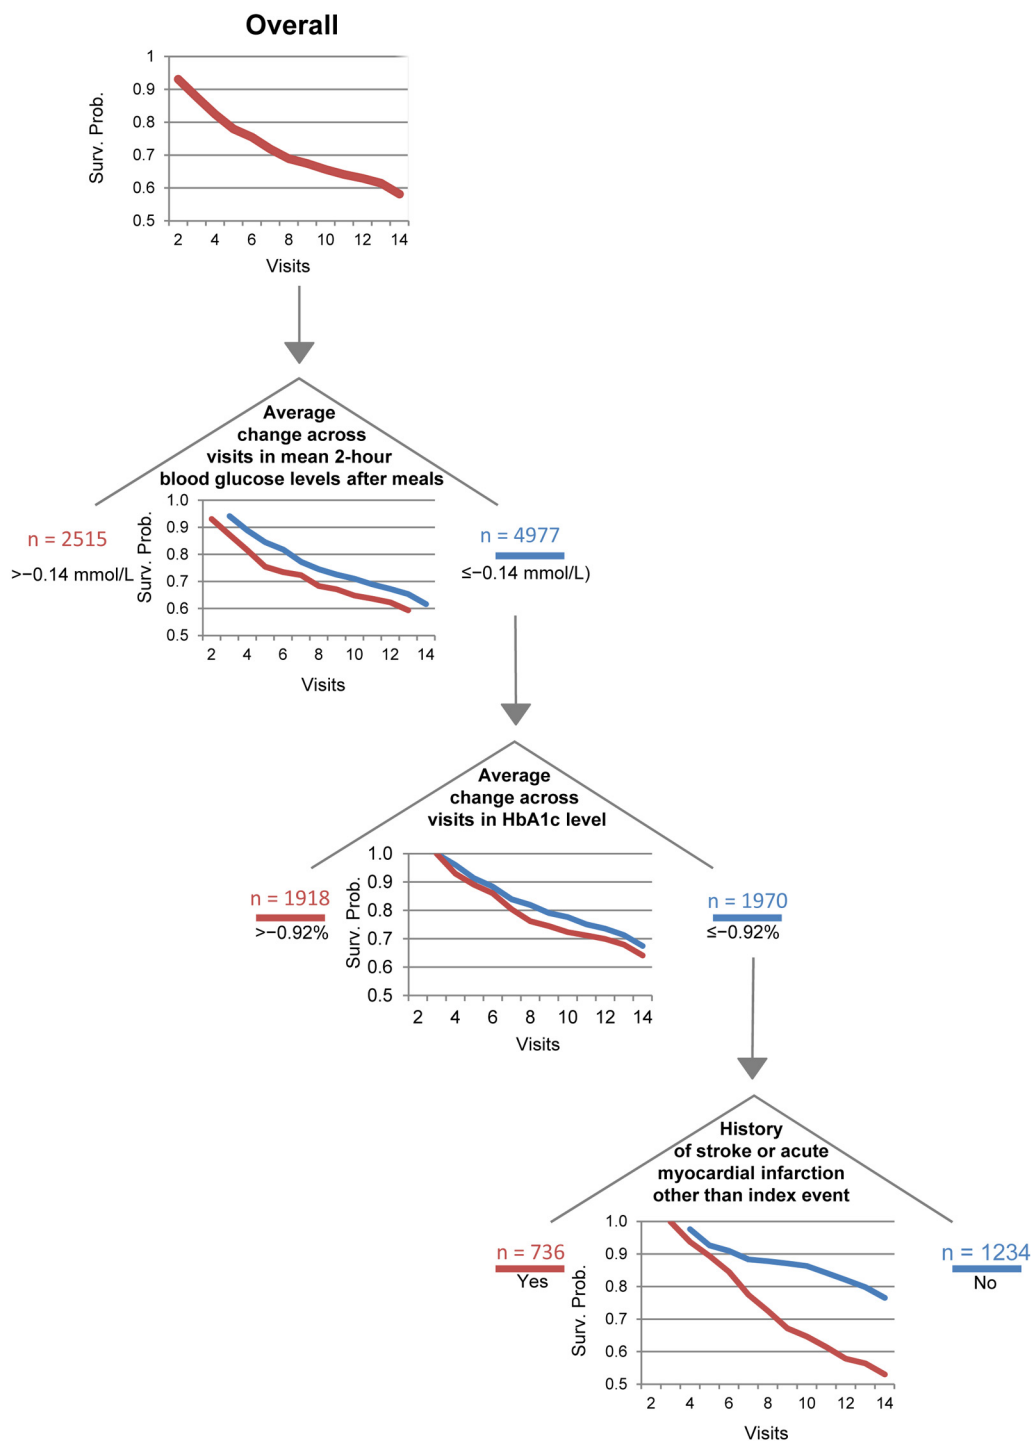 Overall
1
0.9
0.8
0.7
0.6
0.5
Surv. Prob.
2 4 6 8 10 12 14
Visits
Average
change across
visits in mean 2-hour
blood glucose levels after meals
n = 2515
>−0.14 mmol/L
n = 4977
≤−0.14 mmol/L)
1.0
0.9
0.8
0.7
0.6
0.5
Surv. Prob.
2 4 6 8 10 12 14
Visits
Average
change across
visits in HbA1c level
n = 1918
>−0.92%
n = 1970
≤−0.92%
1.0
0.9
0.8
0.7
0.6
0.5
Surv. Prob.
2 4 6 8 10 12 14
Visits
History
of stroke or acute
myocardial infarction
other than index event
n = 736
Yes
n = 1234
No
1.0
0.9
0.8
0.7
0.6
0.5
Surv. Prob.
2 4 6 8 10 12 14
Visits